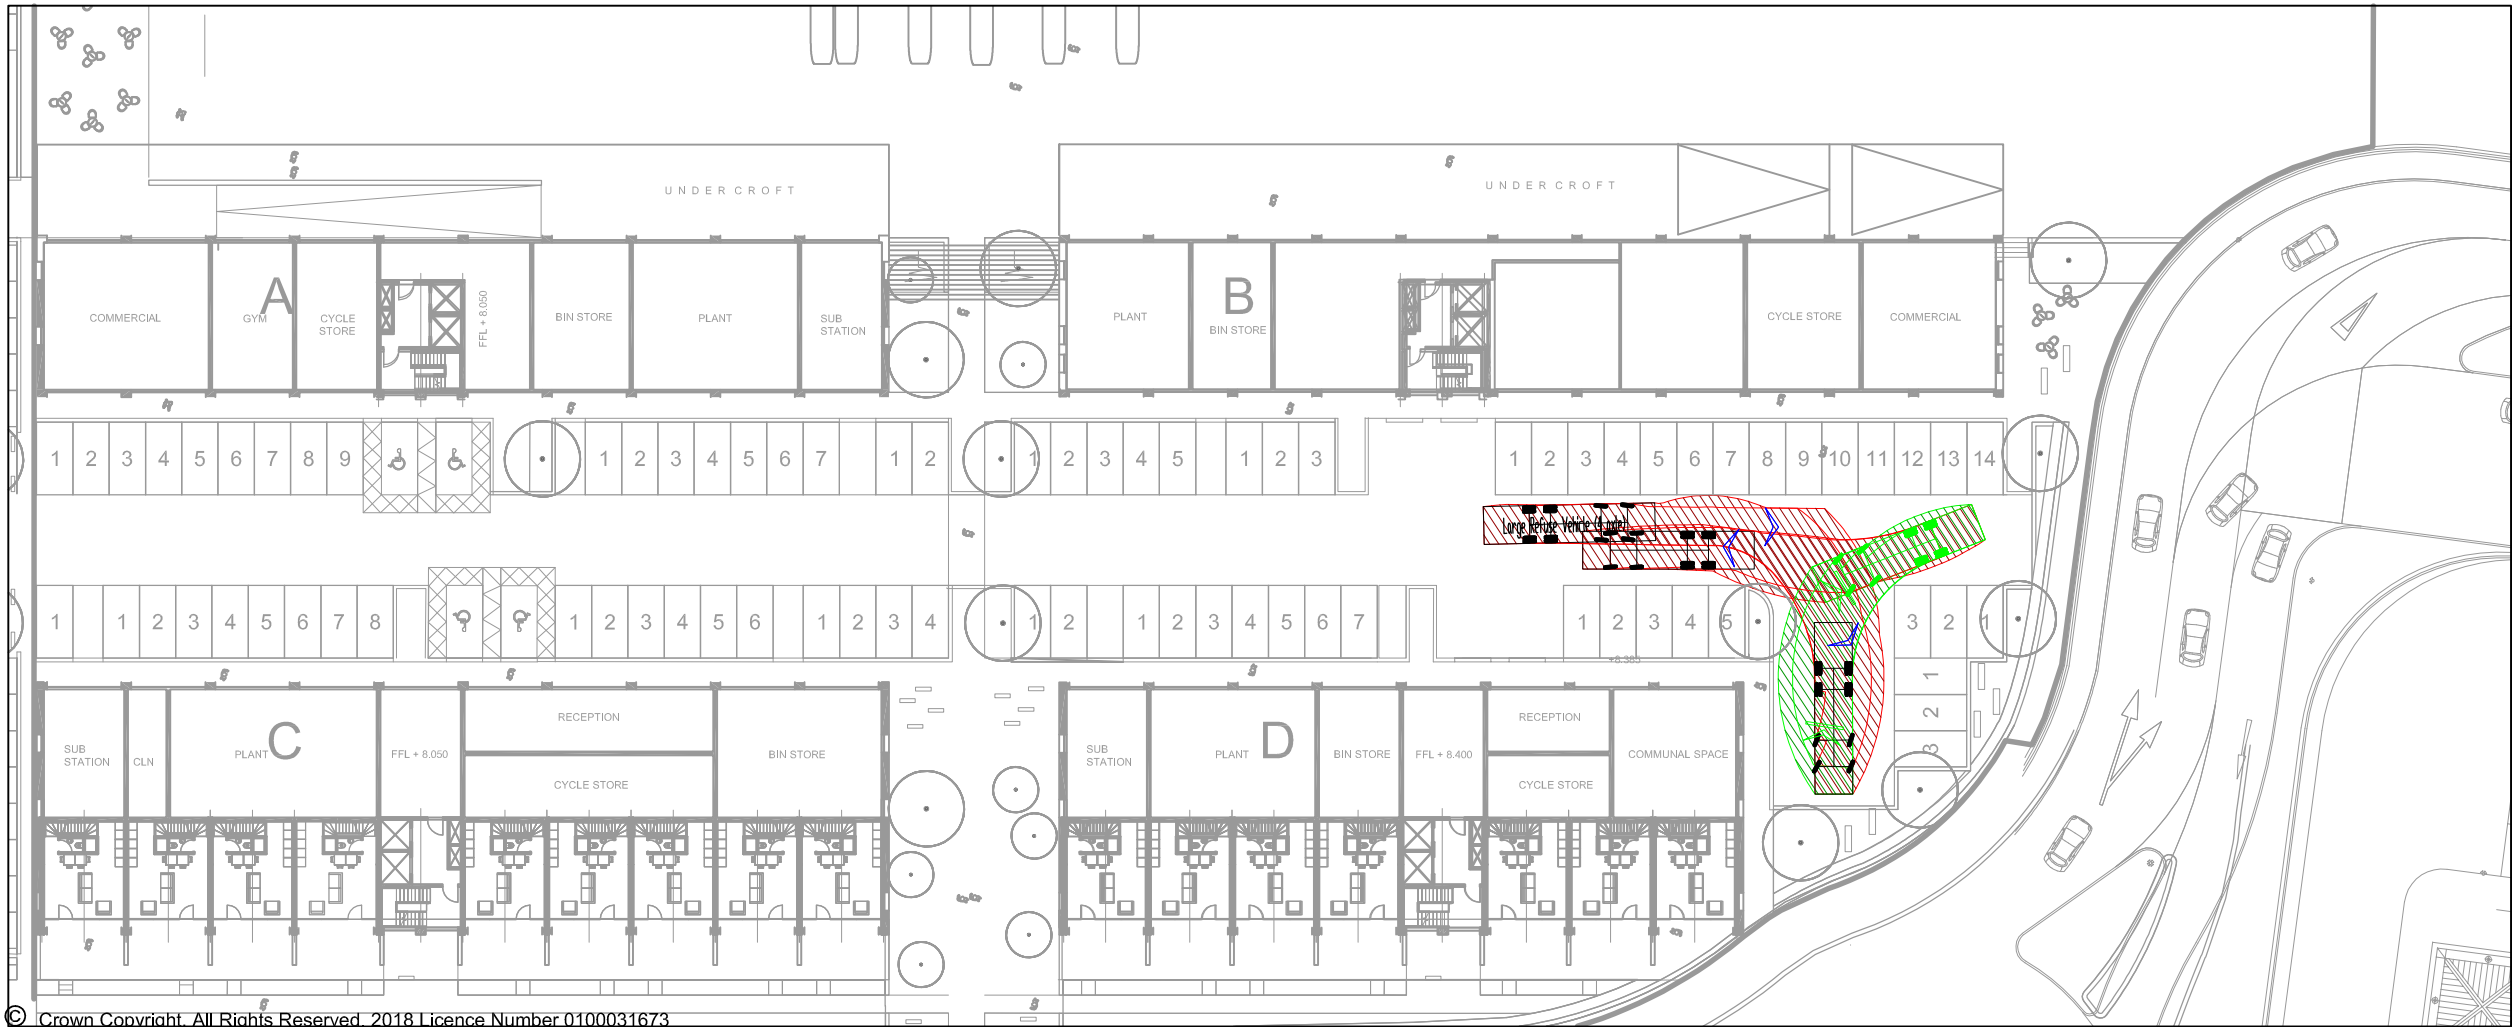 UNDERCROFT
UNDERCROFT
A
B
COMMERCIAL
GYM
CYCLE
STORE
FFL + 8.050
BIN STORE
PLANT
SUB
STATION
PLANT
BIN STORE
CYCLE STORE
COMMERCIAL
1 2 3 4 5 6 7 8 9
1 2 3 4 5 6 7
1 2
1 2 3 4 5
1 2 3
1 2 3 4 5 6 7 8 9 10 11 12 13 14
Large Refuse Vehicle (4 axle)
1
1 2 3 4 5 6 7 8
1 2 3 4 5 6
1 2 3 4
1 2
1 2 3 4 5 6 7
1 2 3 4 5
3 2 1
+8.385
1
2
3
C
D
SUB
STATION
CLN
PLANT
FFL + 8.050
RECEPTION
CYCLE STORE
BIN STORE
SUB
STATION
PLANT
BIN STORE
FFL + 8.400
RECEPTION
CYCLE STORE
COMMUNAL SPACE
© Crown Copyright. All Rights Reserved. 2018 Licence Number 0100031673